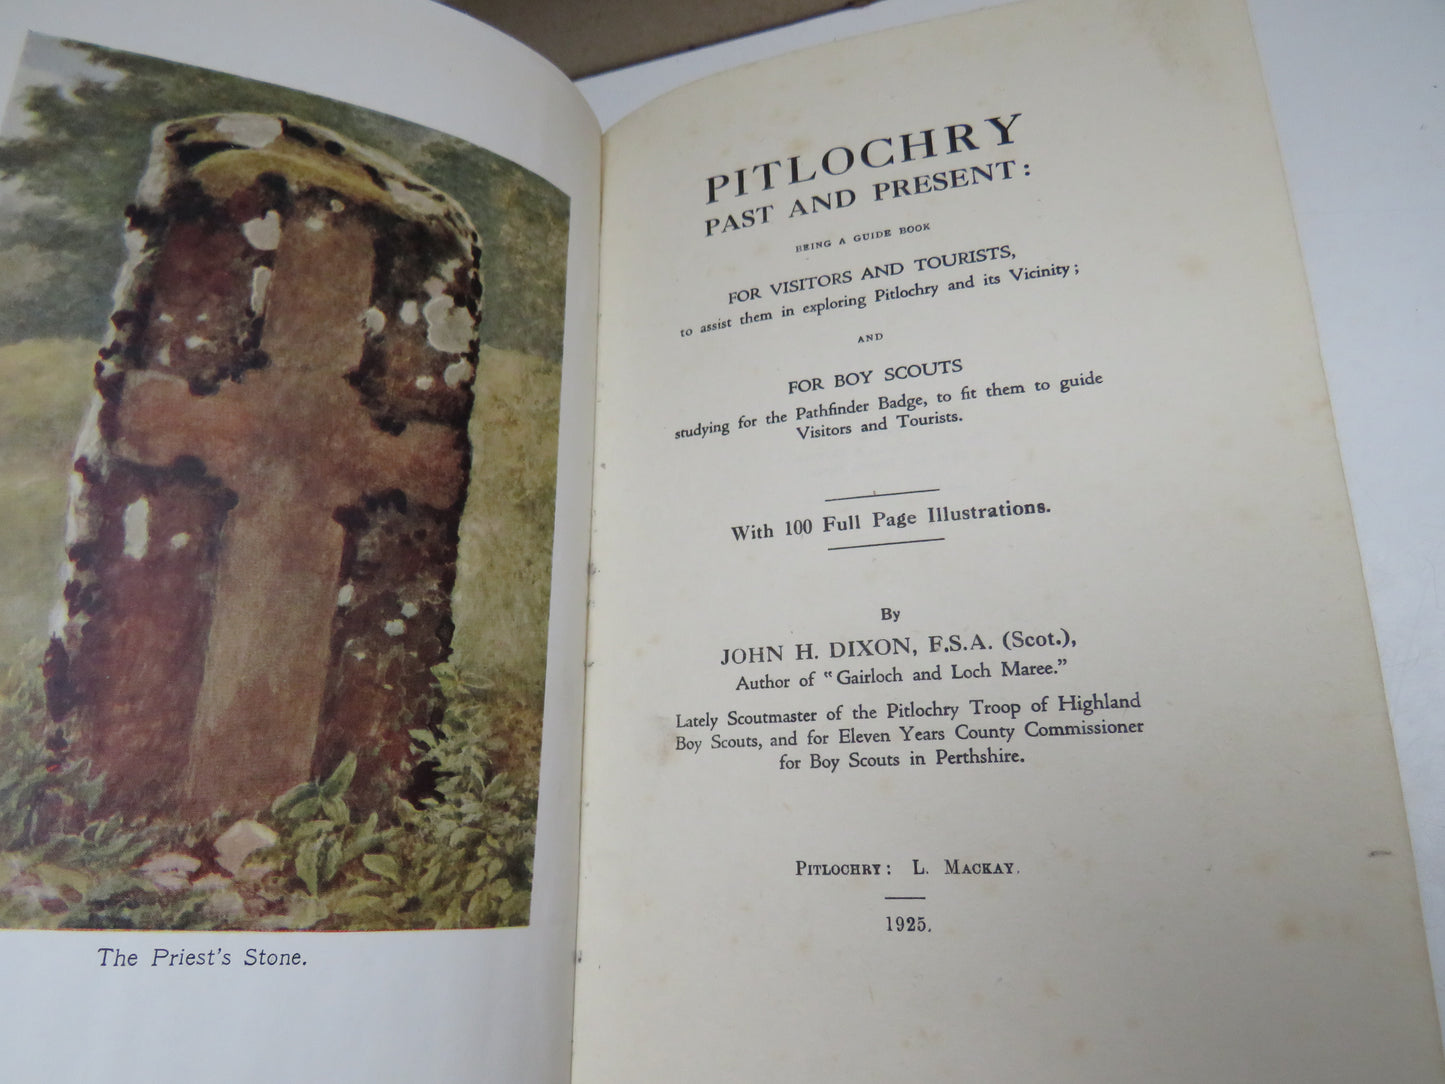 The Priest's Stone.
PITLOCHRY
PAST AND PRESENT:
BEING A GUIDE BOOK
FOR VISITORS AND TOURISTS,
to assist them in exploring Pitlochry and its Vicinity;
AND
FOR BOY SCOUTS
studying for the Pathfinder Badge, to fit them to guide
Visitors and Tourists.
With 100 Full Page Illustrations.
By
JOHN H. DIXON, F.S.A. (Scot.),
Author of "Gairloch and Loch Maree."
Lately Scoutmaster of the Pitlochry Troop of Highland
Boy Scouts, and for Eleven Years County Commissioner
for Boy Scouts in Perthshire.
PITLOCHRY: L. MACKAY.
1925.